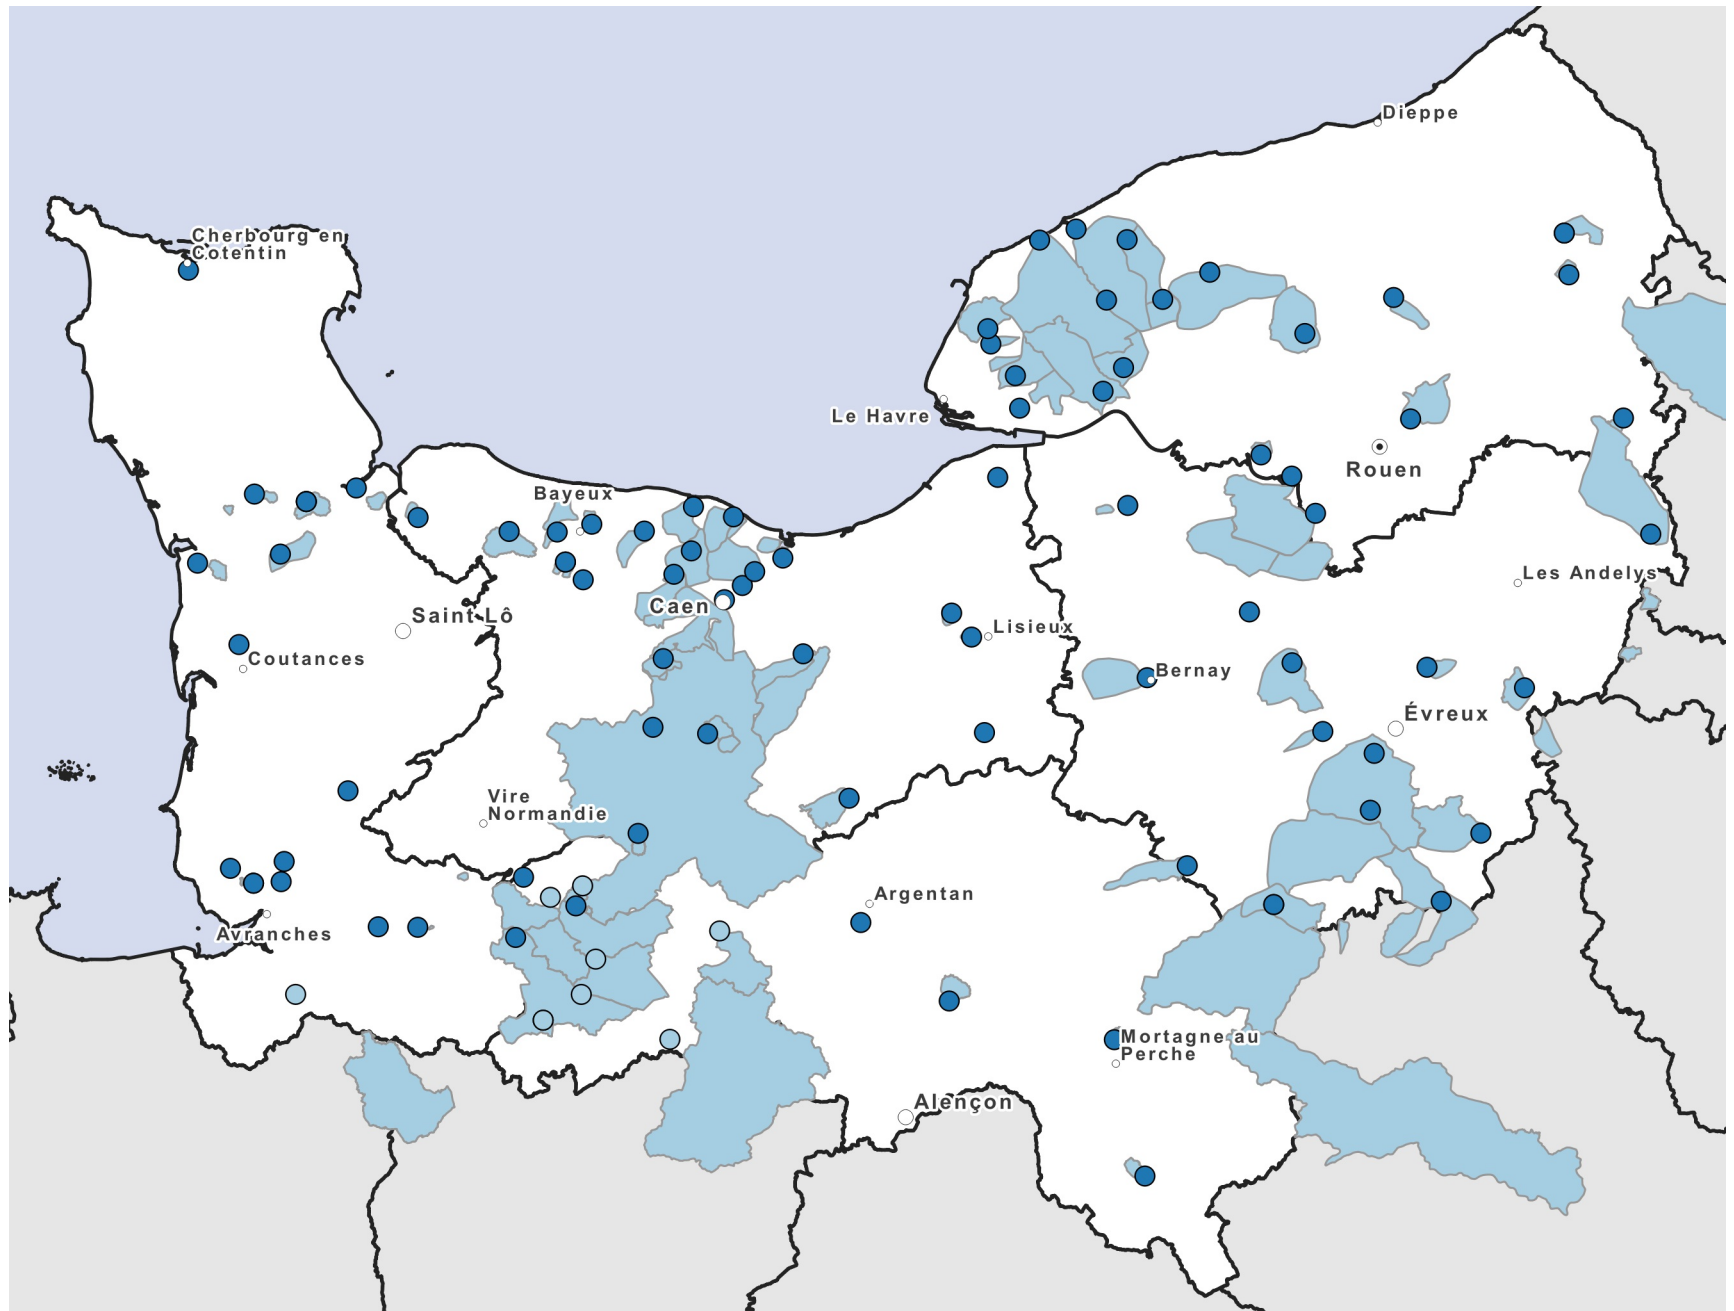 Dieppe
Cherbourg en
Cotentin
Le Havre
Rouen
Bayeux
Les Andelys
Caen
Saint Lô
Lisieux
Coutances
Bernay
Évreux
Vire
Normandie
Argentan
Avranches
Mortagne au
Perche
Alençon